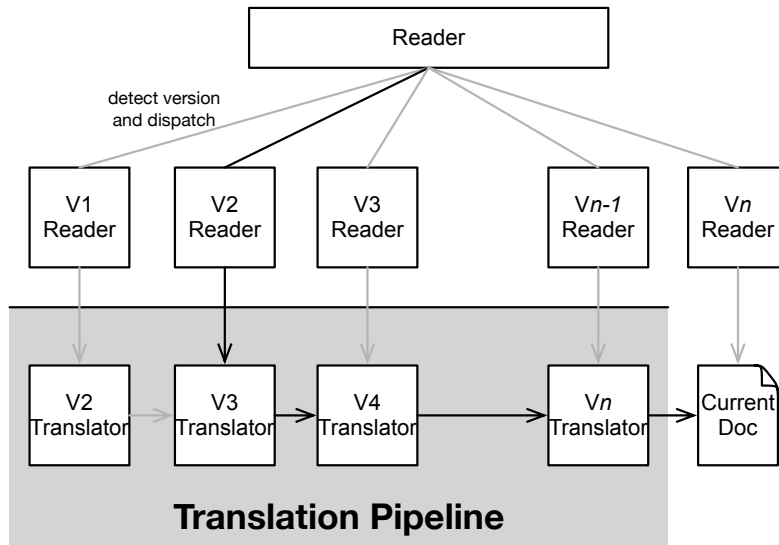 Reader
detect version
and dispatch
V1
Reader
V2
Reader
V3
Reader
Vn-1
Reader
Vn
Reader
V2
Translator
V3
Translator
V4
Translator
Vn
Translator
Current
Doc
Translation Pipeline